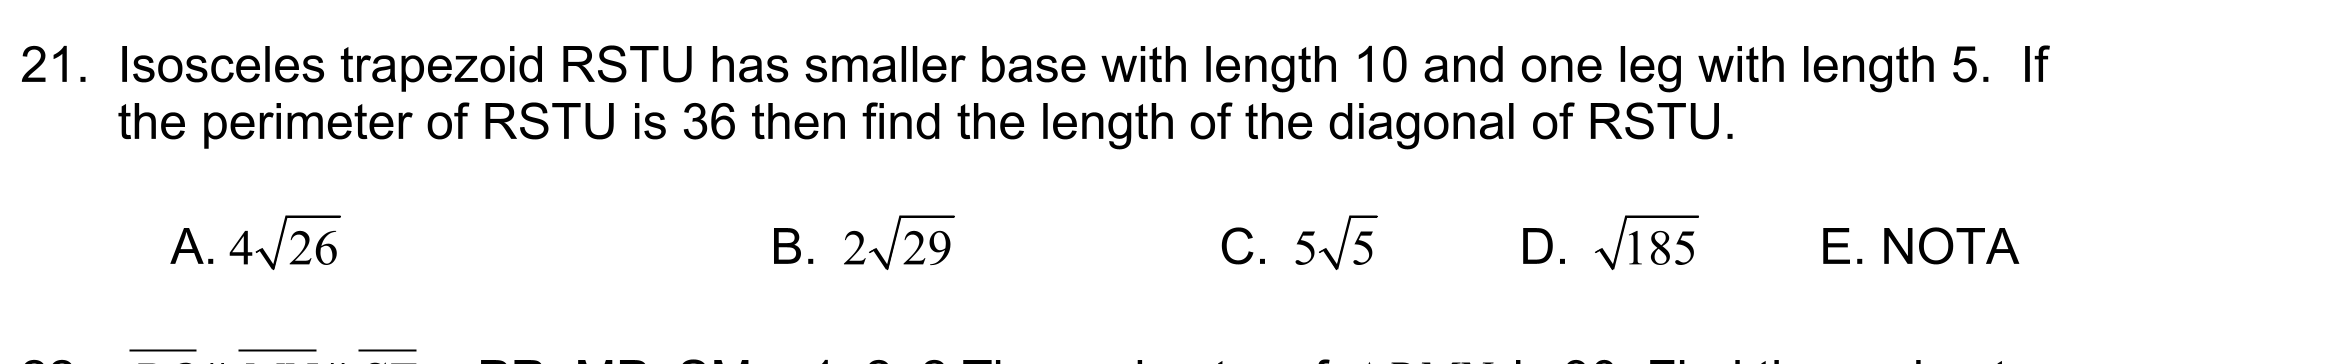 21. Isosceles trapezoid RSTU has smaller base with length 10 and one leg with length 5. If
the perimeter of RSTU is 36 then find the length of the diagonal of RSTU.
A. 4√26 B. 2√29 C. 5√5 D. √185 E. NOTA